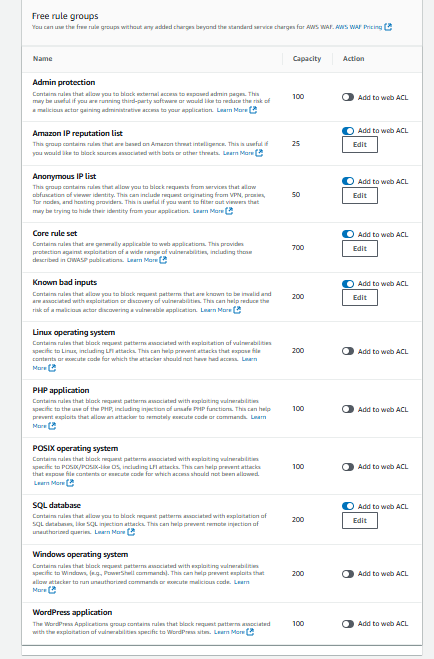 Free rule groups
You can use the free rule groups without any added charges beyond the standard service charges for AWS WAF. AWS WAF Pricing
Name Capacity Action
Admin protection
Contains rules that allow you to block external access to exposed admin pages. This
may be useful if you are running third-party software or would like to reduce the risk of
a malicious actor gaining administrative access to your application. Learn More
100
Add to web ACL
Amazon IP reputation list
This group contains rules that are based on Amazon threat intelligence. This is useful if
you would like to block sources associated with bots or other threats. Learn More
25
Add to web ACL
Edit
Anonymous IP list
This group contains rules that allow you to block requests from services that allow
obfuscation of viewer identity. This can include request originating from VPN, proxies,
Tor nodes, and hosting providers. This is useful if you want to filter out viewers that
may be trying to hide their identity from your application. Learn More
50
Add to web ACL
Edit
Core rule set
Contains rules that are generally applicable to web applications. This provides
protection against exploitation of a wide range of vulnerabilities, including those
described in OWASP publications. Learn More
700
Add to web ACL
Edit
Known bad inputs
Contains rules that allow you to block request patterns that are known to be invalid and
are associated with exploitation or discovery of vulnerabilities. This can help reduce the
risk of a malicious actor discovering a vulnerable application. Learn More
200
Add to web ACL
Edit
Linux operating system
Contains rules that block request patterns associated with exploitation of vulnerabilities
specific to Linux, including LFI attacks. This can help prevent attacks that expose file
contents or execute code for which the attacker should not have had access. Learn
More
200
Add to web ACL
PHP application
Contains rules that block request patterns associated with exploiting vulnerabilities
specific to the use of the PHP, including injection of unsafe PHP functions. This can help
prevent exploits that allow an attacker to remotely execute code or commands. Learn
More
100
Add to web ACL
POSIX operating system
Contains rules that block request patterns associated with exploiting vulnerabilities
specific to POSIX/POSIX-like OS, including LFI attacks. This can help prevent attacks
that expose file contents or execute code for which access should not been allowed.
Learn More
100
Add to web ACL
SQL database
Contains rules that allow you to block request patterns associated with exploitation of
SQL databases, like SQL injection attacks. This can help prevent remote injection of
unauthorized queries. Learn More
200
Add to web ACL
Edit
Windows operating system
Contains rules that block request patterns associated with exploiting vulnerabilities
specific to Windows, (e.g., PowerShell commands). This can help prevent exploits that
allow attacker to run unauthorized commands or execute malicious code. Learn
More
200
Add to web ACL
WordPress application
The WordPress Applications group contains rules that block request patterns associated
with the exploitation of vulnerabilities specific to WordPress sites. Learn More
100
Add to web ACL